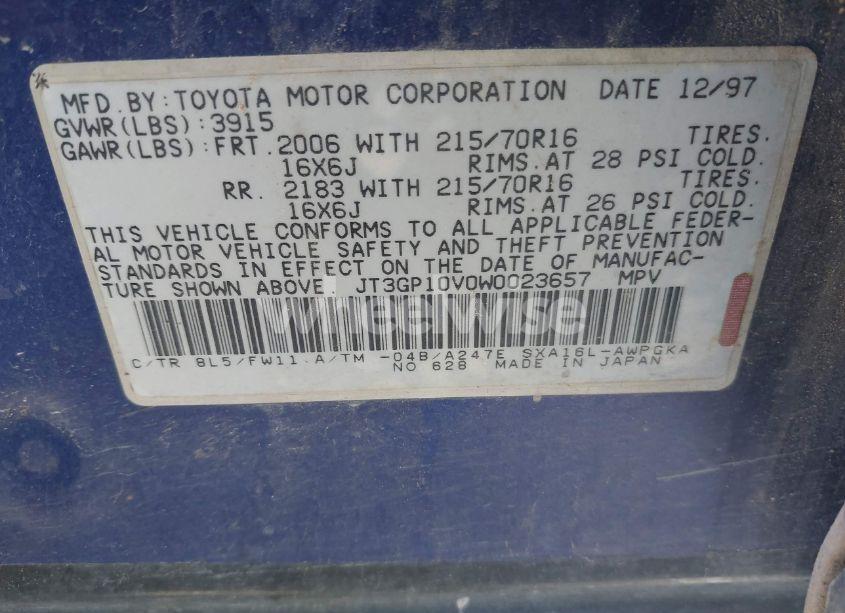 MFD. BY: TOYOTA MOTOR CORPORATION DATE 12/97
GVWR(LBS): 3915
GAWR(LBS): FRT. 2006 WITH 215/70R16 TIRES.
16X6J RIMS. AT 28 PSI COLD.
RR. 2183 WITH 215/70R16 TIRES.
16X6J RIMS. AT 26 PSI COLD.
THIS VEHICLE CONFORMS TO ALL APPLICABLE FEDER-
AL MOTOR VEHICLE SAFETY AND THEFT PREVENTION
STANDARDS IN EFFECT ON THE DATE OF MANUFAC-
TURE SHOWN ABOVE. JT3GP10V0W0023657 MPV
wheelwise
C/TR 8L5/FW11 A/TM -04B/A247E SXA16L-AWPGKA
NO 628 MADE IN JAPAN